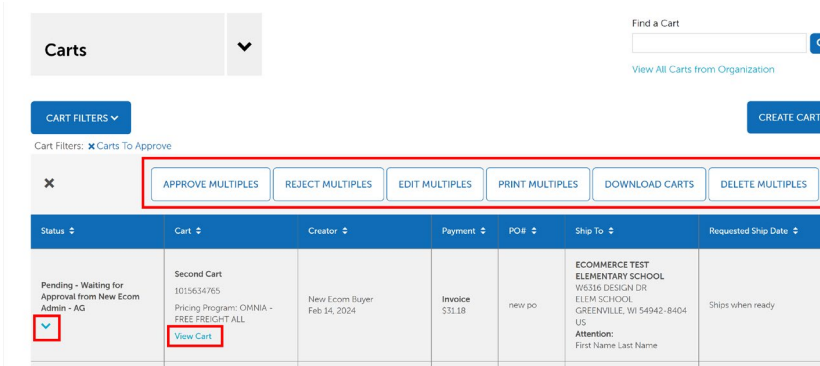 Find a Cart
Carts
View All Carts from Organization
CART FILTERS
CREATE CART
Cart Filters: × Carts To Approve
APPROVE MULTIPLES REJECT MULTIPLES EDIT MULTIPLES PRINT MULTIPLES DOWNLOAD CARTS DELETE MULTIPLES
Status Cart Creator Payment PO# Ship To Requested Ship Date
Pending - Waiting for
Approval from New Ecom
Admin - AG
Second Cart
1015634765
Pricing Program: OMNIA -
FREE FREIGHT ALL
View Cart
New Ecom Buyer
Feb 14, 2024
Invoice
$31.18
new po
ECOMMERCE TEST
ELEMENTARY SCHOOL
W6316 DESIGN DR
ELEM SCHOOL
GREENVILLE, WI 54942-8404
US
Attention:
First Name Last Name
Ships when ready